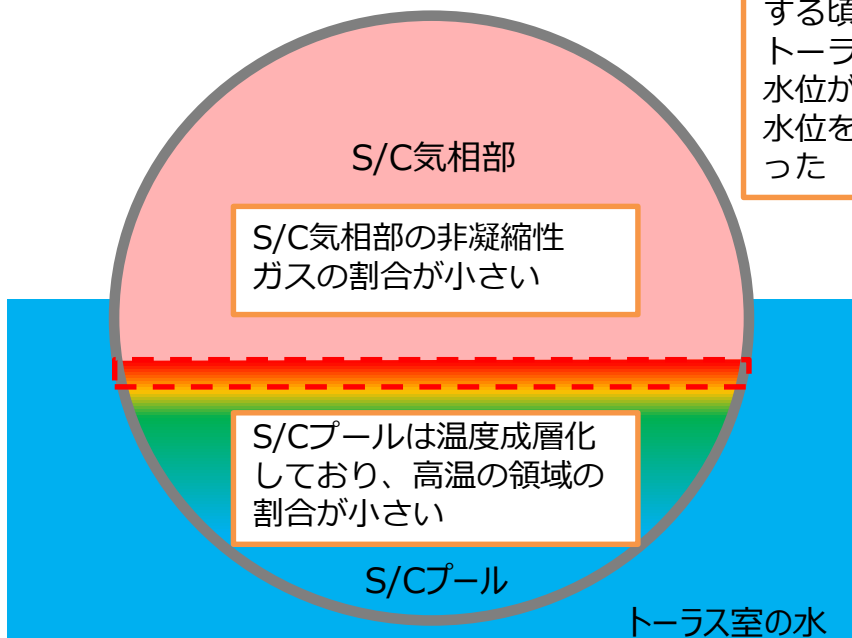 する頃
トーラ
水位が
水位を
った
S/C気相部
S/C気相部の非凝縮性
ガスの割合が小さい
S/Cプールは温度成層化
しており、高温の領域の
割合が小さい
S/Cプール
トーラス室の水